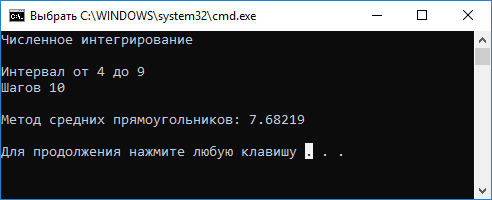 Выбрать C:\WINDOWS\system32\cmd.exe
Численное интегрирование
Интервал от 4 до 9
Шагов 10
Метод средних прямоугольников: 7.68219
Для продолжения нажмите любую клавишу . . .